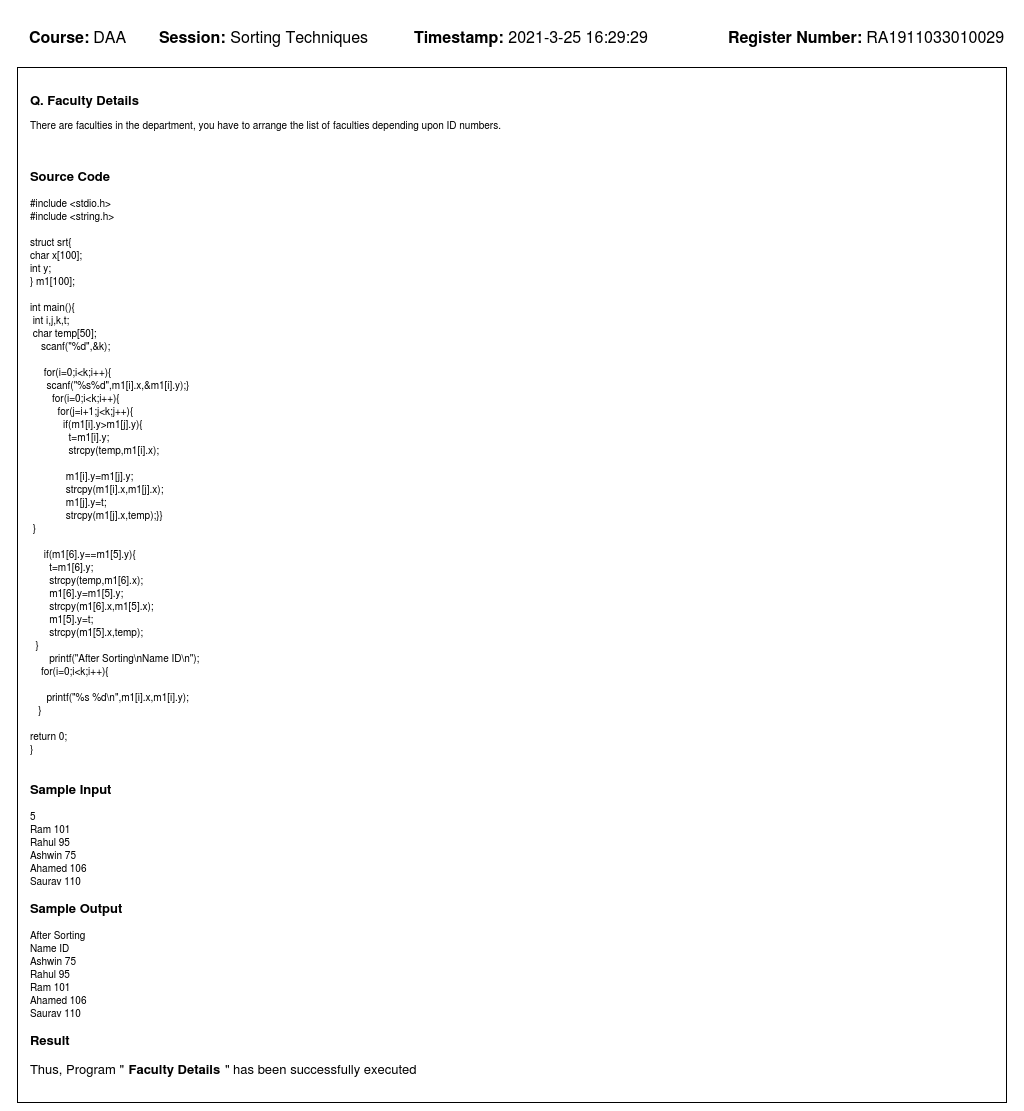 Course: DAA Session: Sorting Techniques Timestamp: 2021-3-25 16:29:29 Register Number: RA1911033010029
Q. Faculty Details
There are faculties in the department, you have to arrange the list of faculties depending upon ID numbers.
Source Code
#include <stdio.h>
#include <string.h>
struct srt{
char x[100];
int y;
} m1[100];
int main(){
int i,j,k,t;
char temp[50];
scanf("%d",&k);
for(i=0;i<k;i++){
scanf("%s%d",m1[i].x,&m1[i].y);}
for(i=0;i<k;i++){
for(j=i+1;j<k;j++){
if(m1[i].y>m1[j].y){
t=m1[i].y;
strcpy(temp,m1[i].x);
m1[i].y=m1[j].y;
strcpy(m1[i].x,m1[j].x);
m1[j].y=t;
strcpy(m1[j].x,temp);}}
}
if(m1[6].y==m1[5].y){
t=m1[6].y;
strcpy(temp,m1[6].x);
m1[6].y=m1[5].y;
strcpy(m1[6].x,m1[5].x);
m1[5].y=t;
strcpy(m1[5].x,temp);
}
printf("After Sorting\nName ID\n");
for(i=0;i<k;i++){
printf("%s %d\n",m1[i].x,m1[i].y);
}
return 0;
}
Sample Input
5
Ram 101
Rahul 95
Ashwin 75
Ahamed 106
Saurav 110
Sample Output
After Sorting
Name ID
Ashwin 75
Rahul 95
Ram 101
Ahamed 106
Saurav 110
Result
Thus, Program " Faculty Details " has been successfully executed